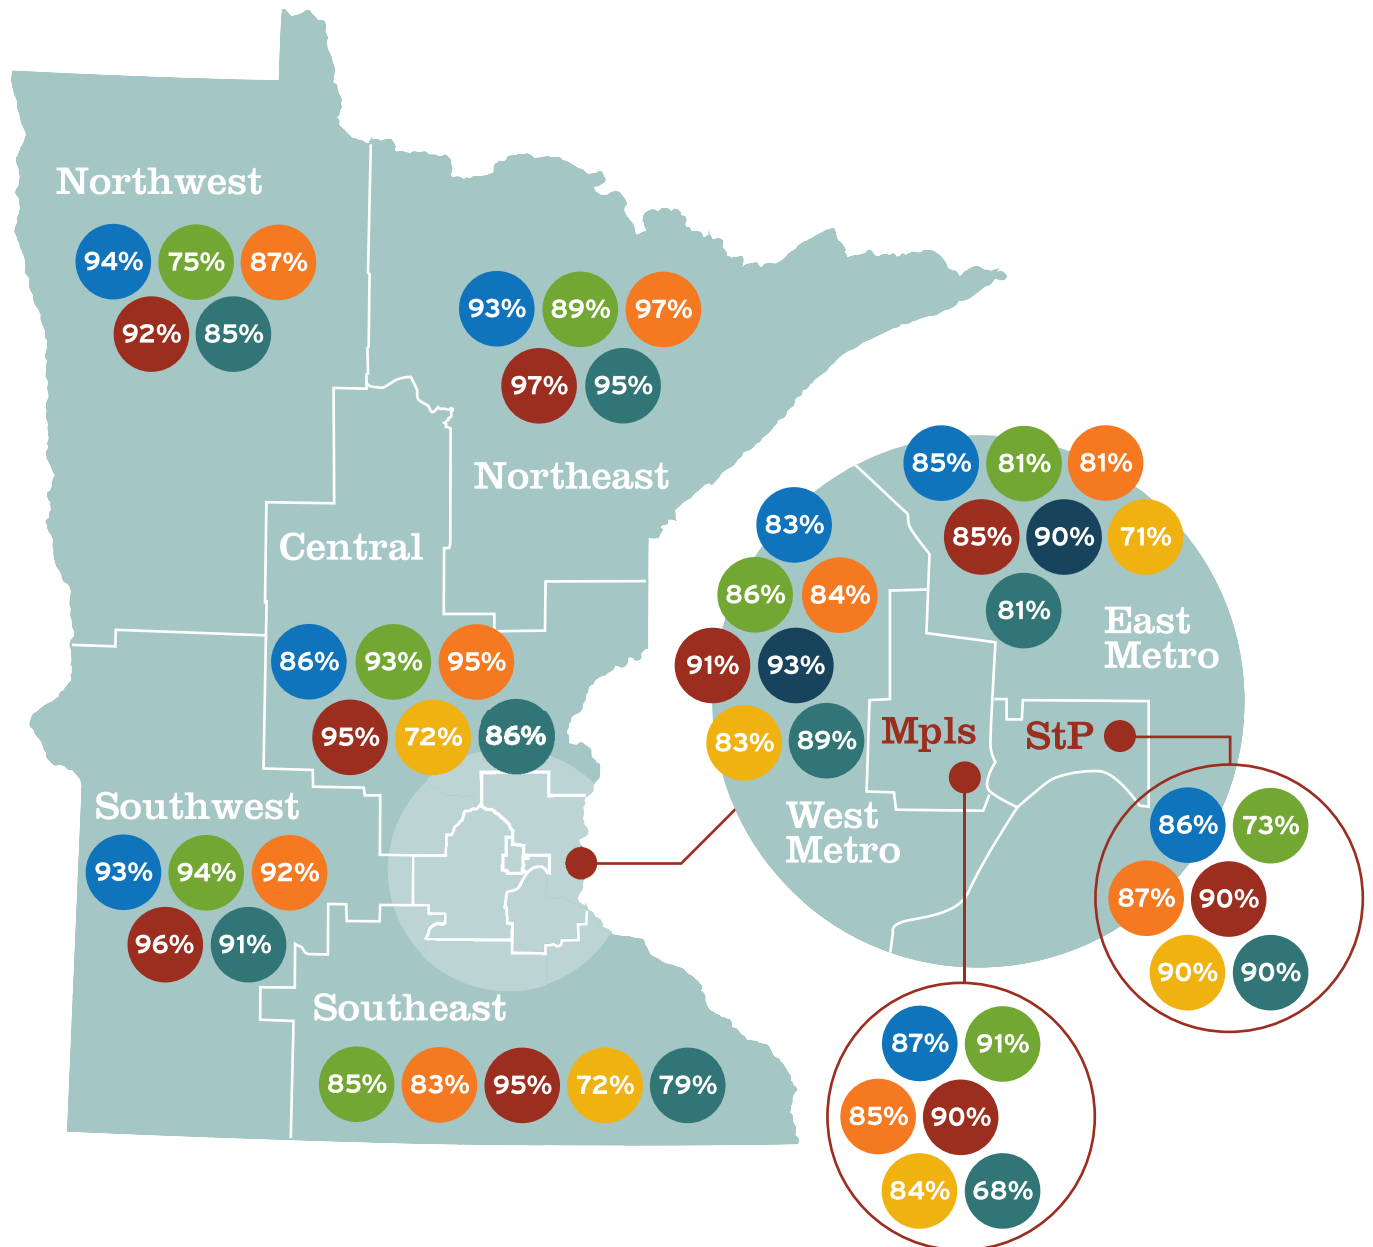 Northwest
94% 75% 87%
92% 85%
93% 89% 97%
97% 95%
Northeast
Central
86% 93% 95%
95% 72% 86%
Southwest
93% 94% 92%
96% 91%
Southeast
85% 83% 95% 72% 79%
83%
86% 84%
91% 93%
83% 89%
West
Metro
85% 81% 81%
85% 90% 71%
81%
East
Metro
Mpls
StP
87% 91%
85% 90%
84% 68%
86% 73%
87% 90%
90% 90%